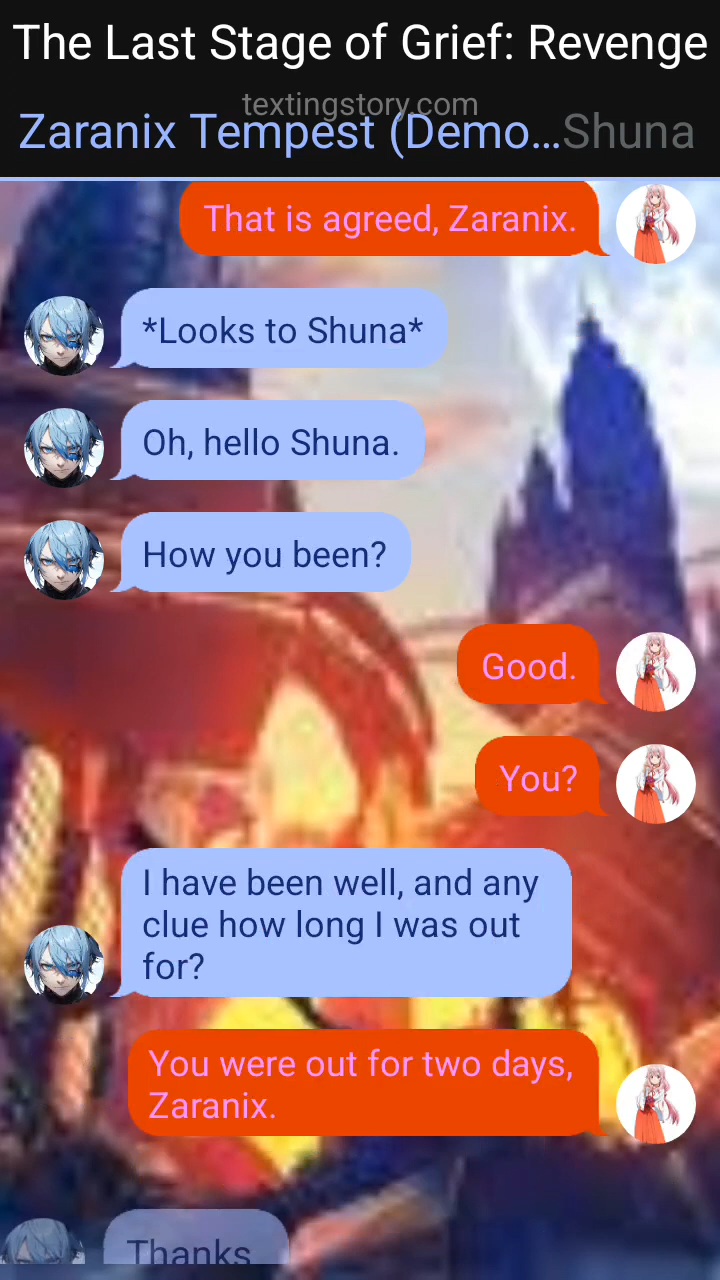 The Last Stage of Grief: Revenge
textingstory.com
Zaranix Tempest (Demo... Shuna
That is agreed, Zaranix.
*Looks to Shuna*
Oh, hello Shuna.
How you been?
Good.
You?
I have been well, and any
clue how long I was out
for?
You were out for two days,
Zaranix.
Thanks